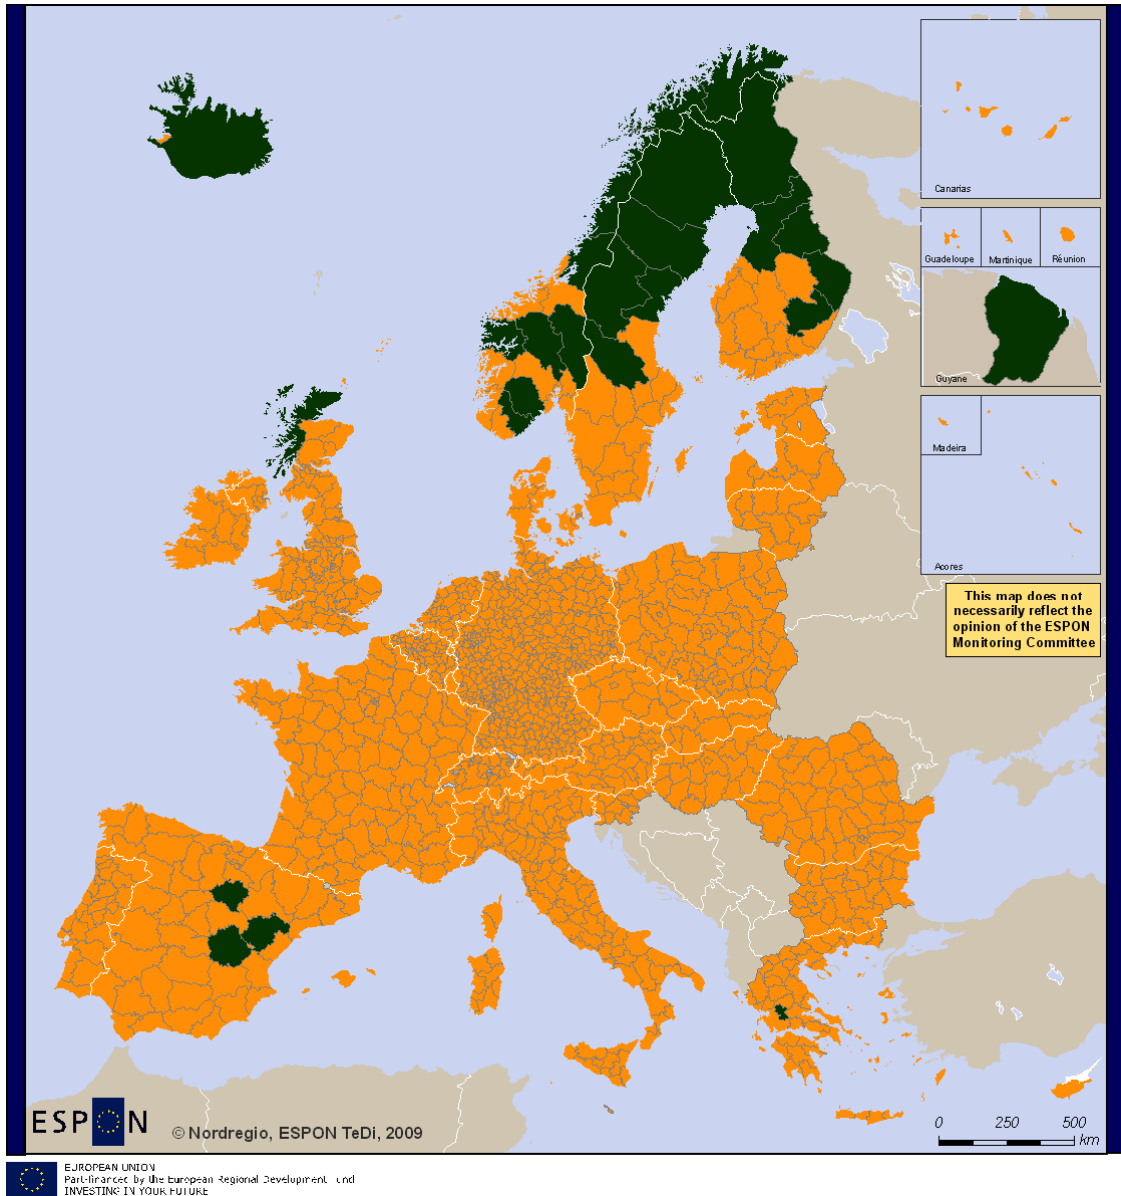 Canarias
Guadeloupe
Martinique
Réunion
Guyane
Madeira
Acores
This map does not
necessarily reflect the
opinion of the ESPON
Monitoring Committee
ESPON
© Nordregio, ESPON TeDi, 2009
0 250 500
km
EUROPEAN UNION
Part-financed by the European Regional Development Fund
INVESTING IN YOUR FUTURE